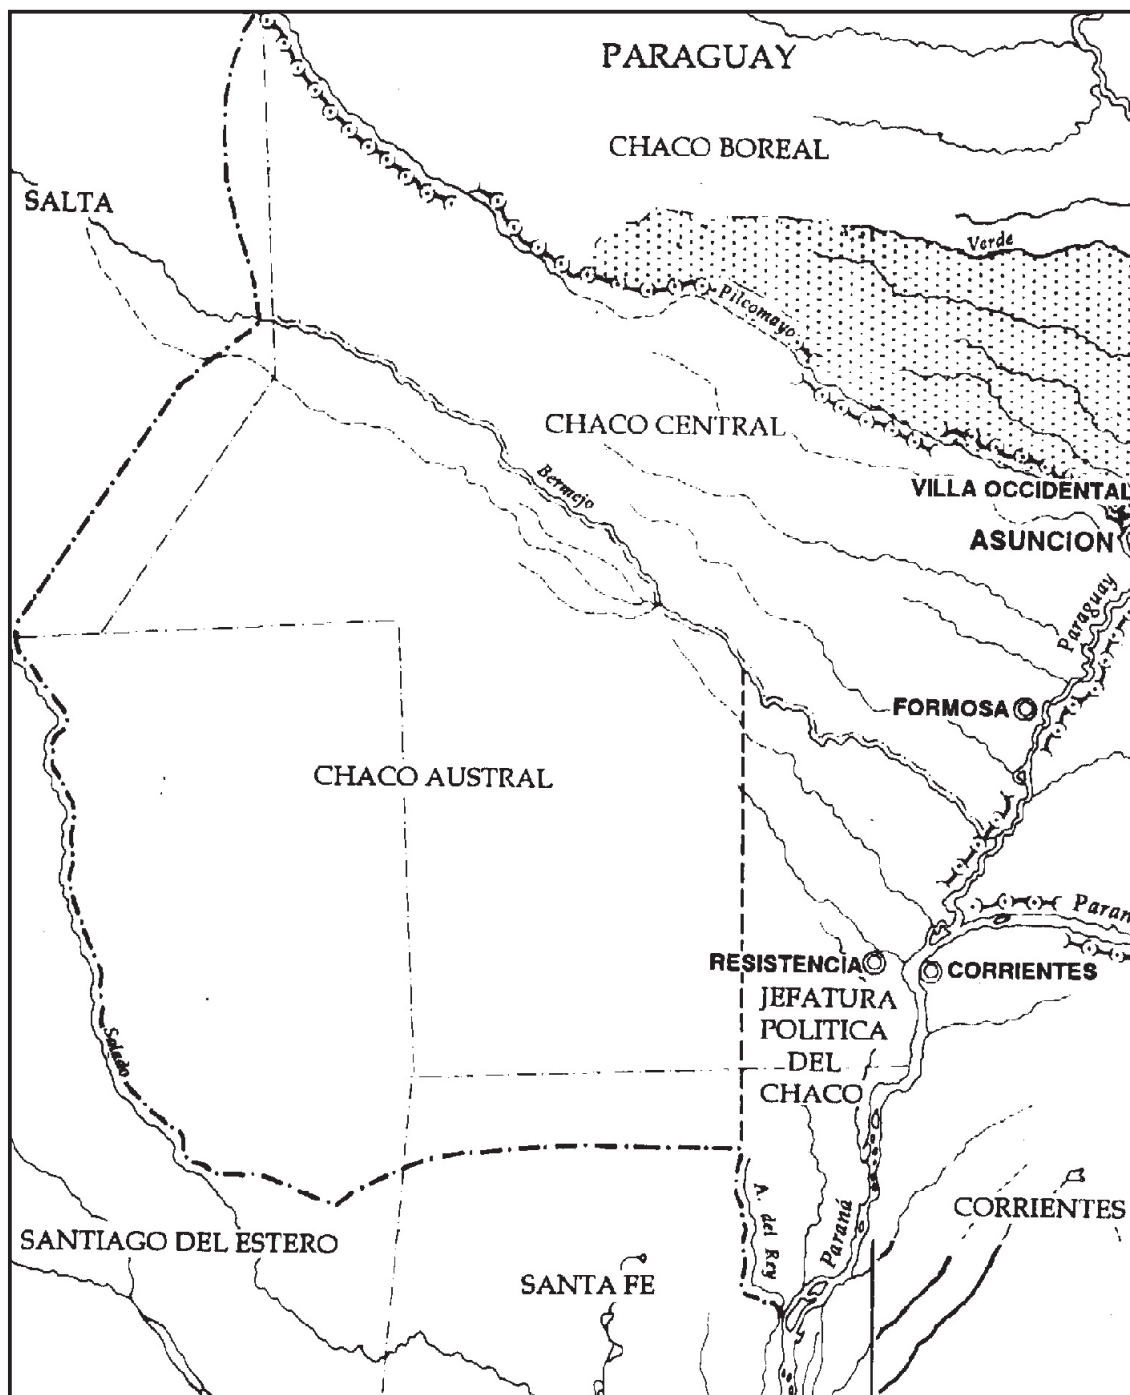 PARAGUAY
CHACO BOREAL
SALTA
Verde
Pilcomayo
CHACO CENTRAL
Bermejo
VILLA OCCIDENTAL
ASUNCION
Paraguay
FORMOSA
CHACO AUSTRAL
Paran
RESISTENCIA
CORRIENTES
JEFATURA
POLITICA
DEL
CHACO
Salado
A. del Rey
Paraná
CORRIENTES
SANTIAGO DEL ESTERO
SANTA FE